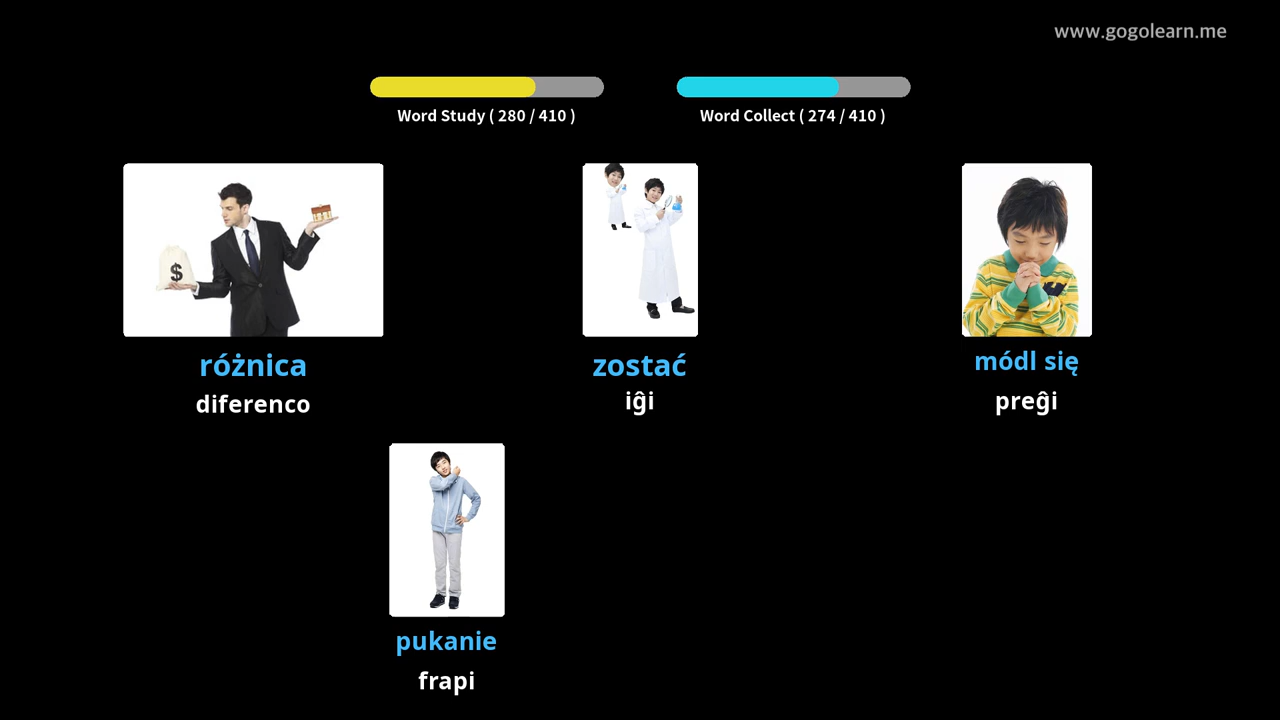 www.gogolearn.me
Word Study ( 280 / 410 )
Word Collect ( 274 / 410 )
$
różnica
diferenco
zostać
iĝi
módl się
preĝi
pukanie
frapi